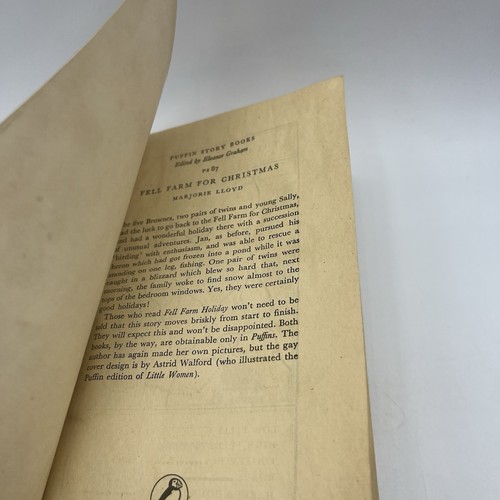 PUFFIN STORY BOOKS
Edited by Eleanor Graham
PS 87
FELL FARM FOR CHRISTMAS
MARJORIE LLOYD
five Brownes, two pairs of twins and young Sally,
the luck to go back to the Fell Farm for Christmas,
and had a wonderful holiday there with a succession
of unusual adventures. Jan, as before, pursued his
'birding' with enthusiasm, and was able to rescue a
heron which had got frozen into a pond while it was
standing on one leg, fishing. One pair of twins were
caught in a blizzard which blew so hard that, next
morning, the family woke to find snow almost to the
tops of the bedroom windows. Yes, they were certainly
good holidays!
Those who read Fell Farm Holiday won't need to be
told that this story moves briskly from start to finish.
They will expect this and won't be disappointed. Both
books, by the way, are obtainable only in Puffins. The
author has again made her own pictures, but the gay
cover design is by Astrid Walford (who illustrated the
Puffin edition of Little Women).